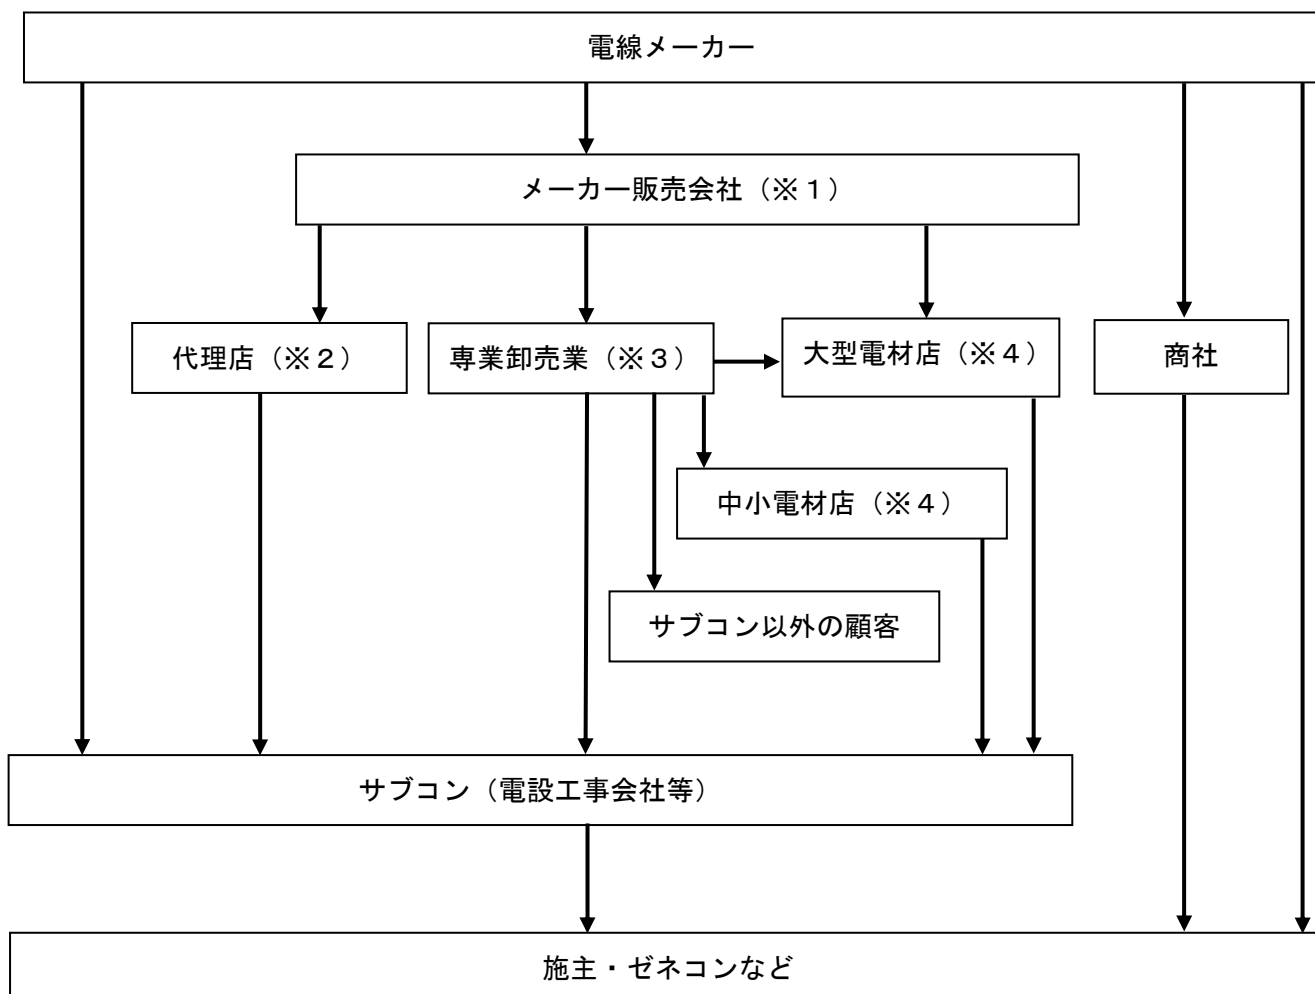 電線メーカー
メーカー販売会社（※１）
代理店（※２）
専業卸売業（※３）
大型電材店（※４）
商社
中小電材店（※４）
サブコン以外の顧客
サブコン（電設工事会社等）
施主・ゼネコンなど